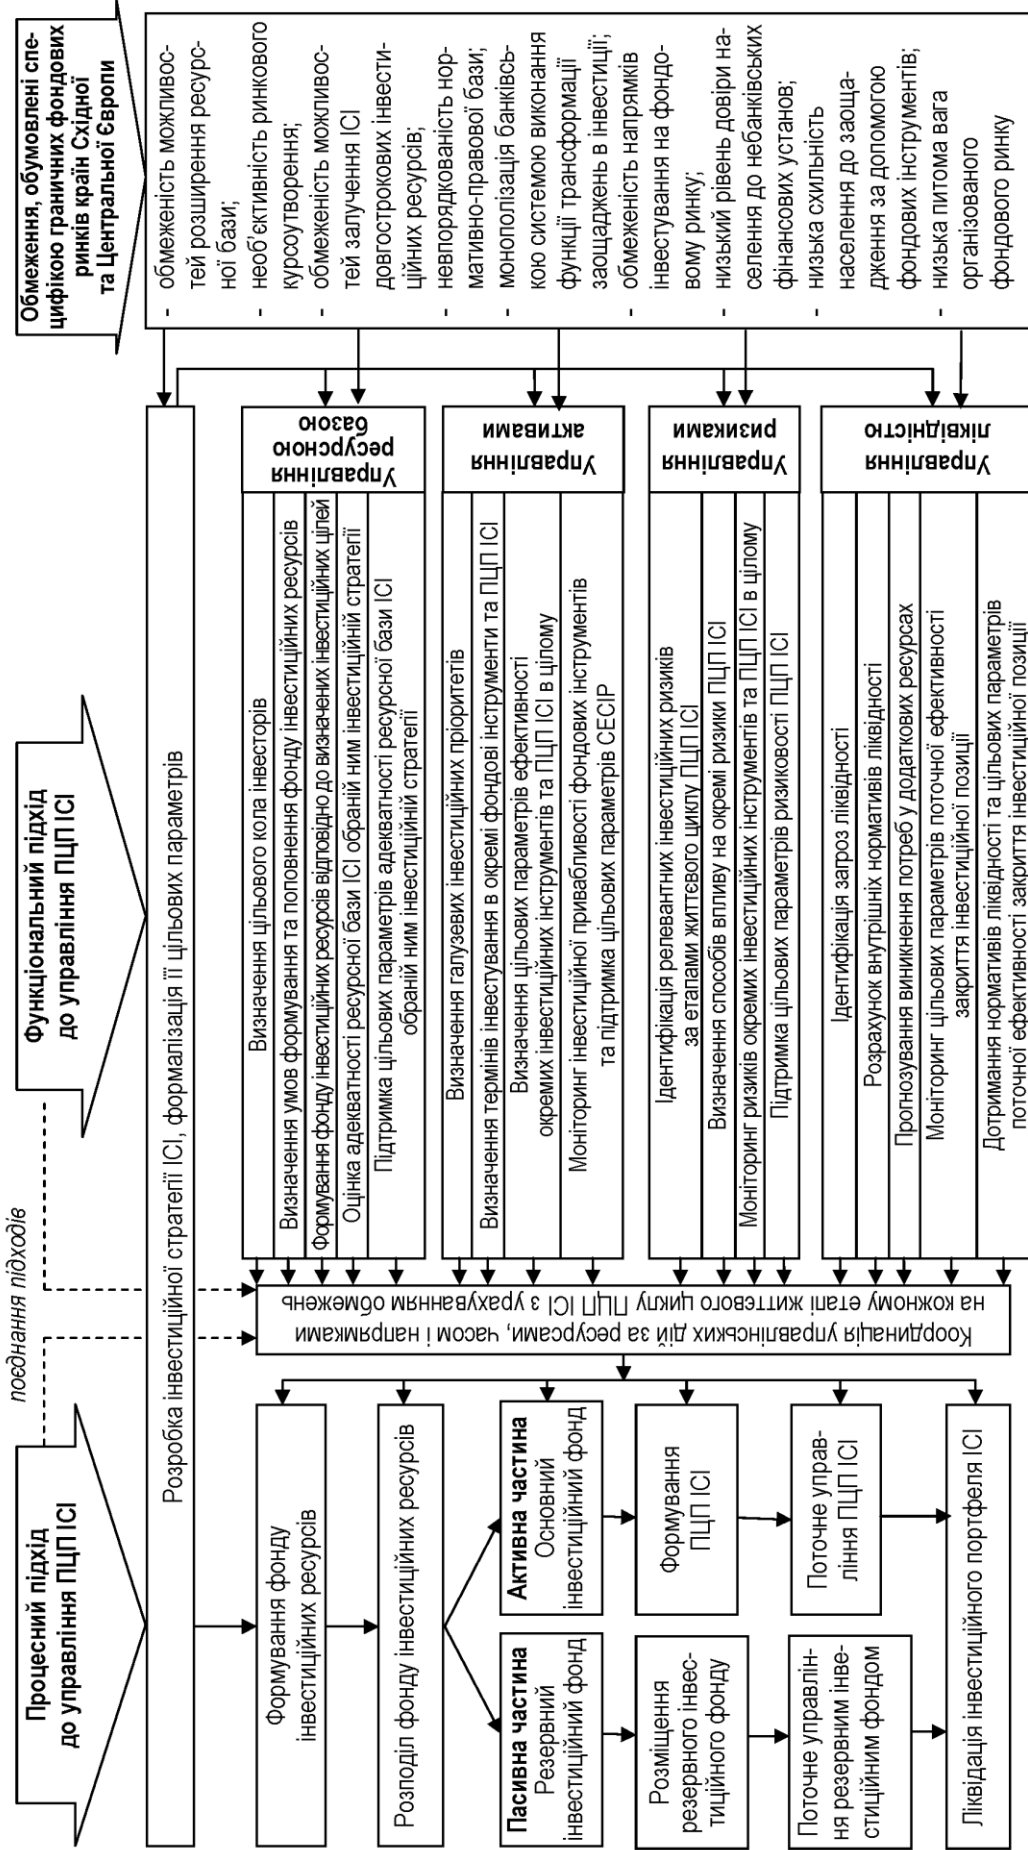 Процесний підхід
до управління ПЦП ІСІ
поєднання підходів
Функціональний підхід
до управління ПЦП ІСІ
Обмеження, обумовлені спе-
цифікою граничних фондових
ринків країн Східної
та Центральної Європи
Розробка інвестиційної стратегії ІСІ, формалізація її цільових параметрів
Формування фонду
інвестиційних ресурсів
Розподіл фонду інвестиційних ресурсів
Пасивна частина
Резервний
інвестиційний фонд
Активна частина
Основний
інвестиційний фонд
Розміщення
резервного інвес-
тиційного фонду
Формування
ПЦП ІСІ
Поточне управлін-
ня резервним інве-
стиційним фондом
Поточне управ-
ління ПЦП ІСІ
Ліквідація інвестиційного портфеля ІСІ
Координація управлінських дій за ресурсами, часом і напрямками
на кожному етапі життєвого циклу ПЦП ІСІ з урахуванням обмежень
Визначення цільового кола інвесторів
Визначення умов формування та поповнення фонду інвестиційних ресурсів
Формування фонду інвестиційних ресурсів відповідно до визначених інвестиційних цілей
Оцінка адекватності ресурсної бази ІСІ обраній ним інвестиційній стратегії
Підтримка цільових параметрів адекватності ресурсної бази ІСІ
обраній ним інвестиційній стратегії
Управління
ресурсною
базою
Визначення галузевих інвестиційних пріоритетів
Визначення термінів інвестування в окремі фондові інструменти та ПЦП ІСІ
Визначення цільових параметрів ефективності
окремих інвестиційних інструментів та ПЦП ІСІ в цілому
Моніторинг інвестиційної привабливості фондових інструментів
та підтримка цільових параметрів СЕСІР
Управління
активами
Ідентифікація релевантних інвестиційних ризиків
за етапами життєвого циклу ПЦП ІСІ
Визначення способів впливу на окремі ризики ПЦП ІСІ
Моніторинг ризиків окремих інвестиційних інструментів та ПЦП ІСІ в цілому
Підтримка цільових параметрів ризиковості ПЦП ІСІ
Управління
ризиками
Ідентифікація загроз ліквідності
Розрахунок внутрішніх нормативів ліквідності
Прогнозування виникнення потреб у додаткових ресурсах
Моніторинг цільових параметрів поточної ефективності
закриття інвестиційної позиції
Дотримання нормативів ліквідності та цільових параметрів
поточної ефективності закриття інвестиційної позиції
Управління
ліквідністю
- обмеженість можливос-
тей розширення ресурс-
ної бази;
- необ'єктивність ринкового
курсоутворення;
- обмеженість можливос-
тей залучення ІСІ
довгострокових інвести-
ційних ресурсів;
- невпорядкованість нор-
мативно-правової бази;
- монополізація банківсь-
кою системою виконання
функції трансформації
заощаджень в інвестиції;
- обмеженість напрямків
інвестування на фондо-
вому ринку;
- низький рівень довіри на-
селення до небанківських
фінансових установ;
- низька схильність
населення до заоща-
дження за допомогою
фондових інструментів;
- низька питома вага
організованого
фондового ринку